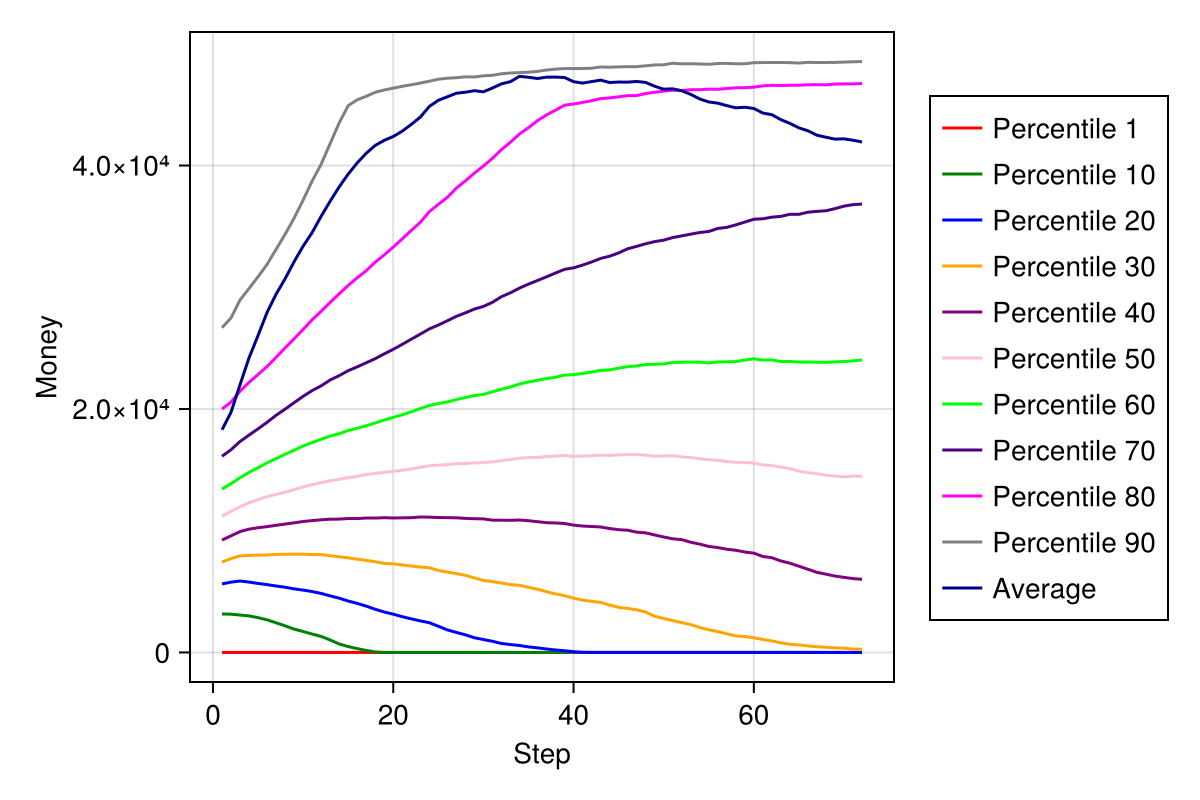 Money
4.0×10⁴
2.0×10⁴
0
0 20 40 60
Step
Percentile 1
Percentile 10
Percentile 20
Percentile 30
Percentile 40
Percentile 50
Percentile 60
Percentile 70
Percentile 80
Percentile 90
Average